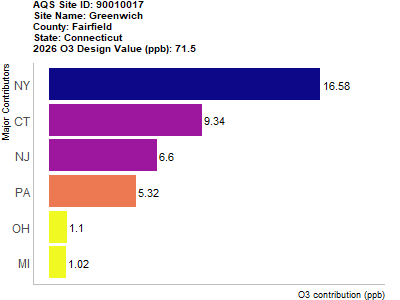 AQS Site ID: 90010017
Site Name: Greenwich
County: Fairfield
State: Connecticut
2026 O3 Design Value (ppb): 71.5
Major Contributors
NY 16.58
CT 9.34
NJ 6.6
PA 5.32
OH 1.1
MI 1.02
O3 contribution (ppb)